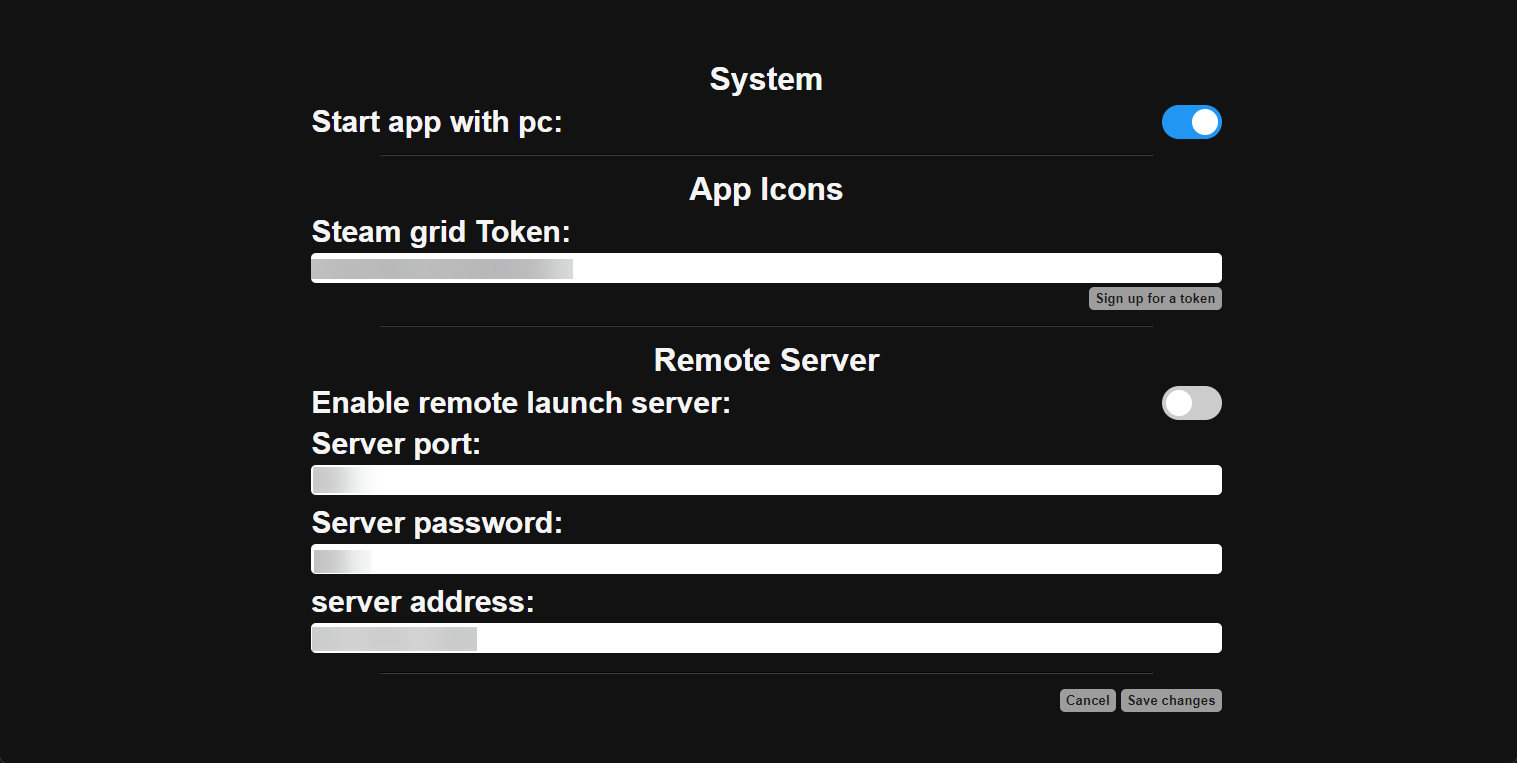 System
Start app with pc:
App Icons
Steam grid Token:
Sign up for a token
Remote Server
Enable remote launch server:
Server port:
Server password:
server address:
Cancel Save changes